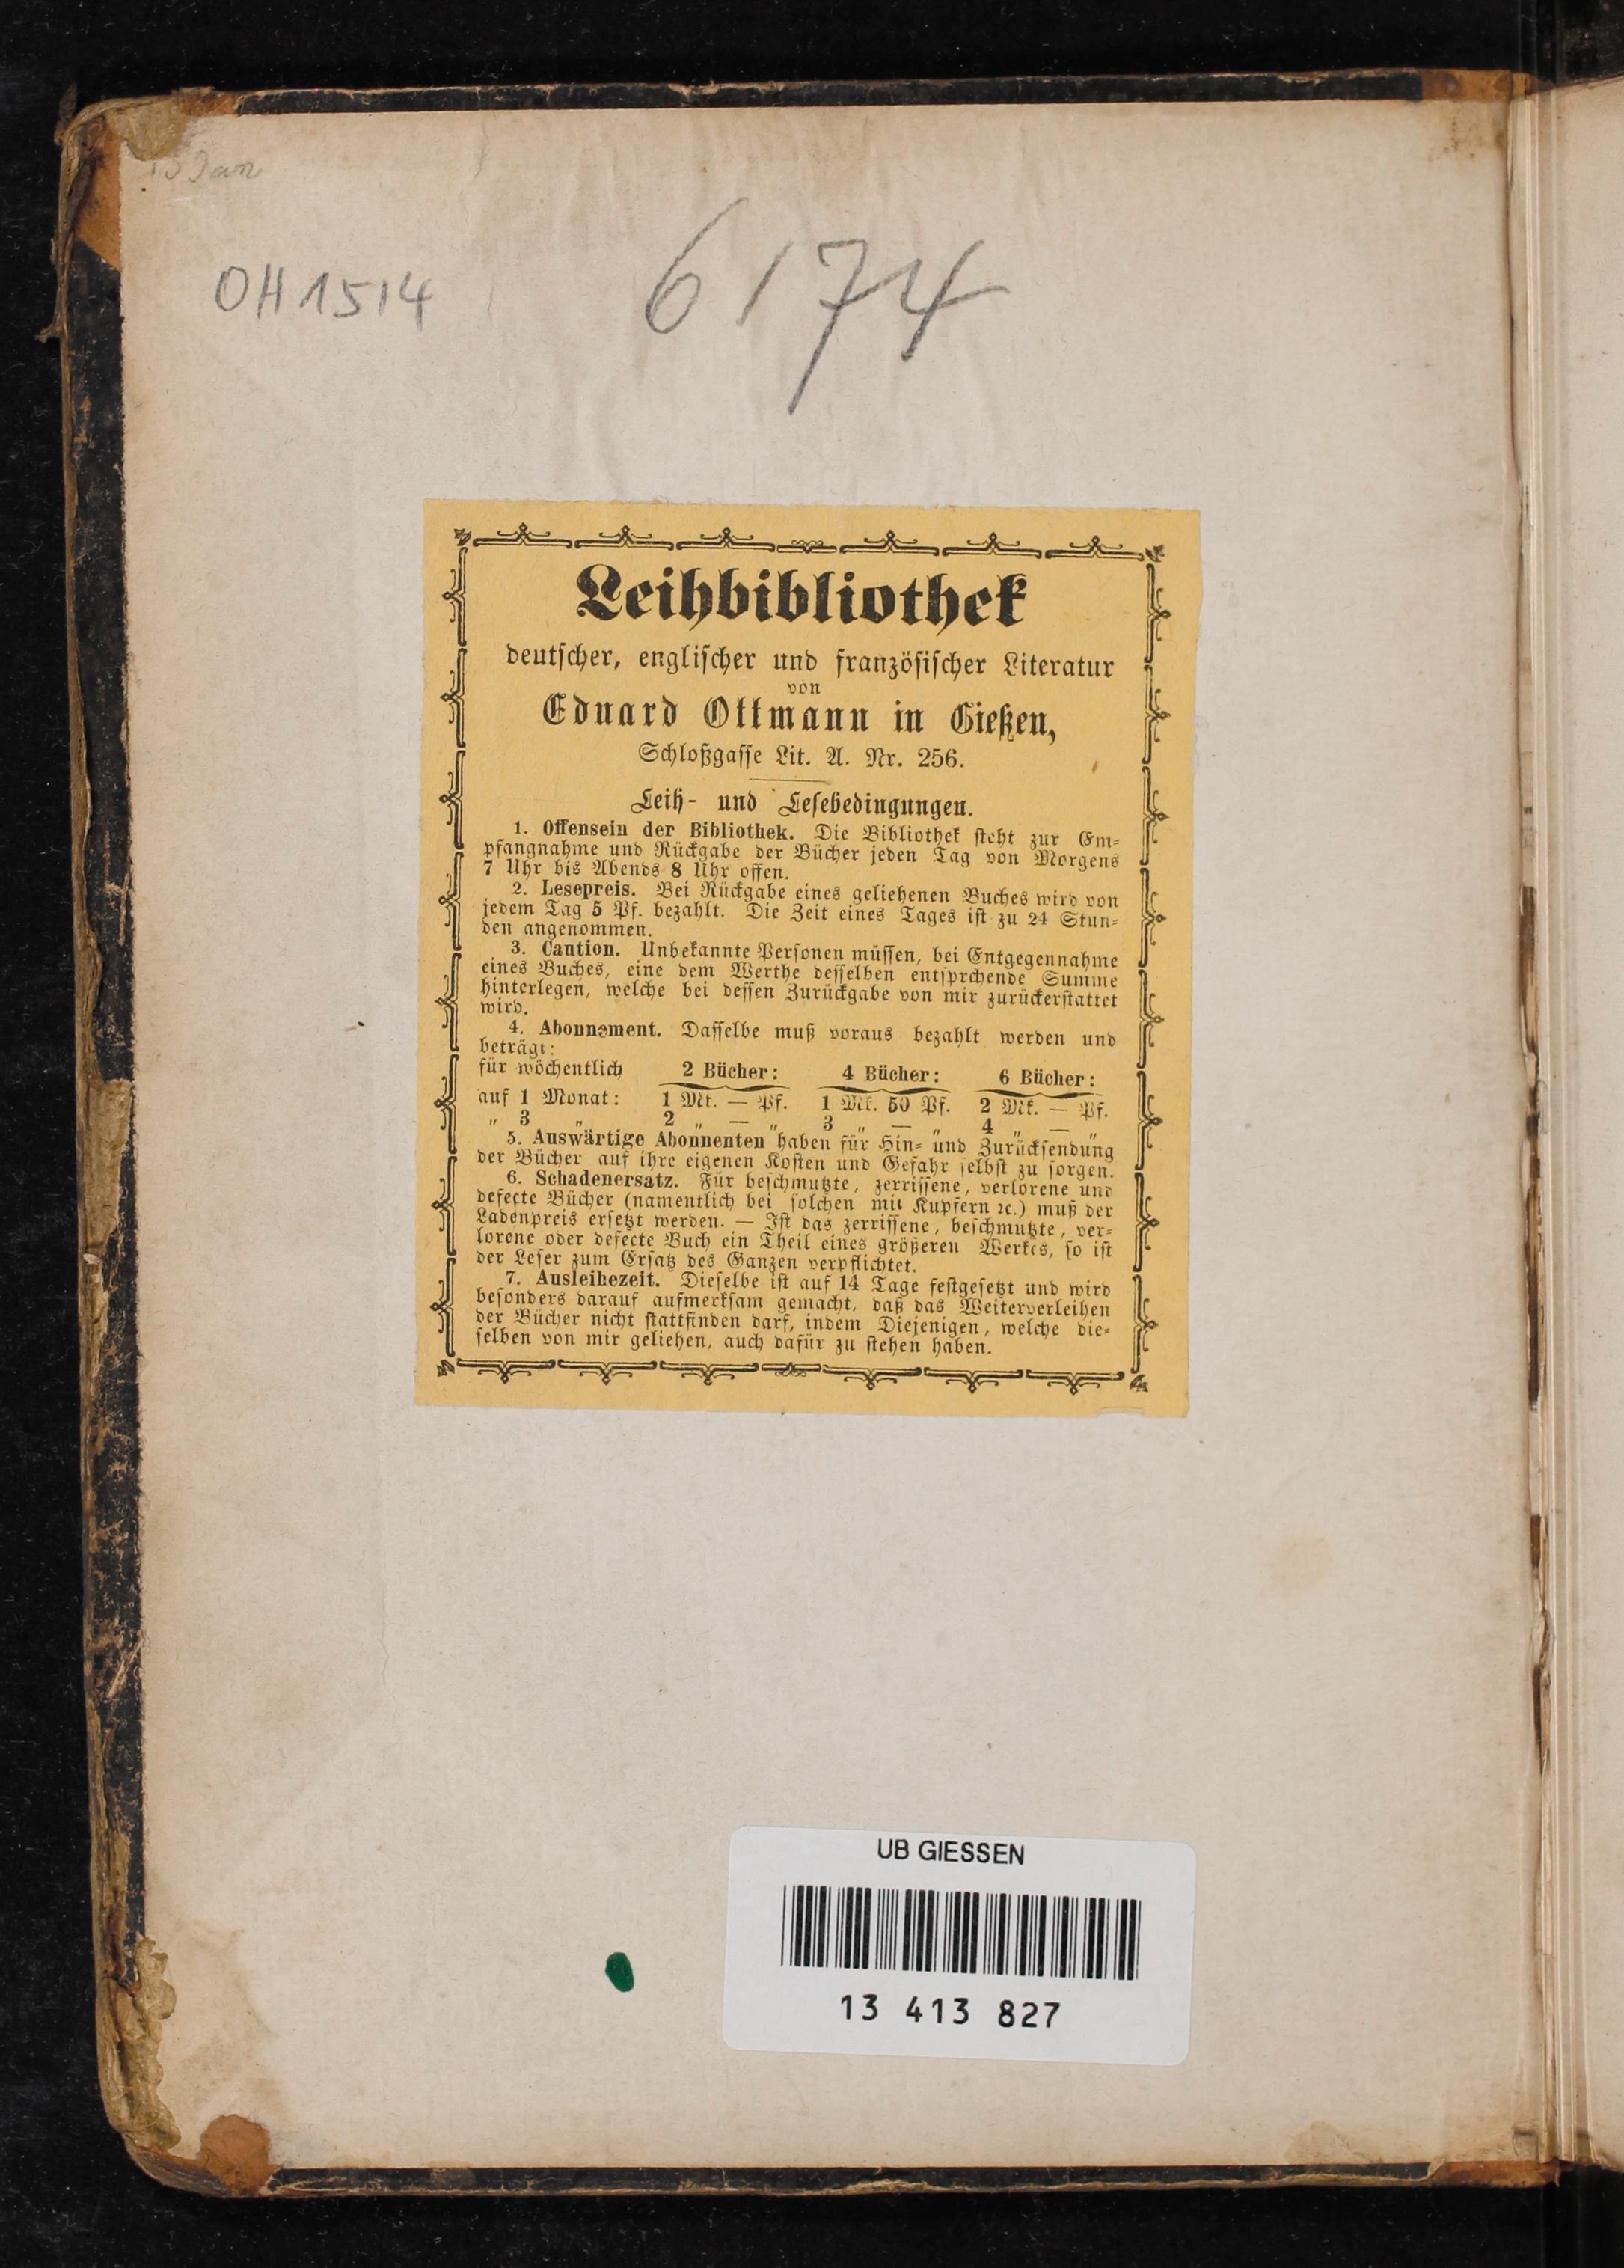 OH 1514
6174
Leihbibliothek
deutscher, englischer und französischer Literatur
von
Eduard Ottmann in Gießen,
Schloßgasse Lit. A. Nr. 256.
Leih- und Lesebedingungen.
1. Offensein der Bibliothek. Die Bibliothek steht zur Em-
pfangnahme und Rückgabe der Bücher jeden Tag von Morgens
7 Uhr bis Abends 8 Uhr offen.
2. Lesepreis. Bei Rückgabe eines geliehenen Buches wird von
jedem Tag 5 Pf. bezahlt. Die Zeit eines Tages ist zu 24 Stun-
den angenommen.
3. Caution. Unbekannte Personen müssen, bei Entgegennahme
eines Buches, eine dem Werthe desselben entsprchende Summe
hinterlegen, welche bei dessen Zurückgabe von mir zurückerstattet
wird.
4. Abonnement. Dasselbe muß voraus bezahlt werden und
beträgt:
für wöchentlich 2 Bücher: 4 Bücher: 6 Bücher:
auf 1 Monat: 1 Mk. — Pf. 1 Mk. 50 Pf. 2 Mk. — Pf.
„ 3 „ 2 „ — „ 3 „ — „ 4 „ — „
5. Auswärtige Abonnenten haben für Hin- und Zurücksendung
der Bücher auf ihre eigenen Kosten und Gefahr selbst zu sorgen.
6. Schadenersatz. Für beschmutzte, zerrissene, verlorene und
defecte Bücher (namentlich bei solchen mit Kupfern ꝛc.) muß der
Ladenpreis ersetzt werden. — Ist das zerrissene, beschmutzte, ver-
lorene oder defecte Buch ein Theil eines größeren Werkes, so ist
der Leser zum Ersatz des Ganzen verpflichtet.
7. Ausleihezeit. Dieselbe ist auf 14 Tage festgesetzt und wird
besonders darauf aufmerksam gemacht, daß das Weiterverleihen
der Bücher nicht stattfinden darf, indem Diejenigen, welche die-
selben von mir geliehen, auch dafür zu stehen haben.
UB GIESSEN
13 413 827